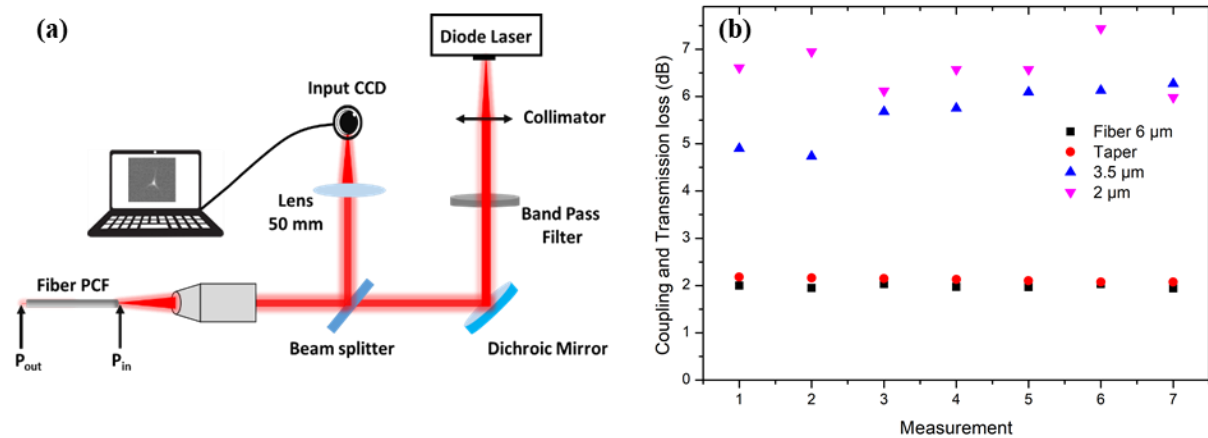 (a)
Diode Laser
Input CCD
Collimator
Lens
50 mm
Band Pass
Filter
Fiber PCF
Pout
Pin
Beam splitter
Dichroic Mirror
(b)
Coupling and Transmission loss (dB)
7
6
5
4
3
2
1
0
Fiber 6 µm
Taper
3.5 µm
2 µm
1 2 3 4 5 6 7
Measurement